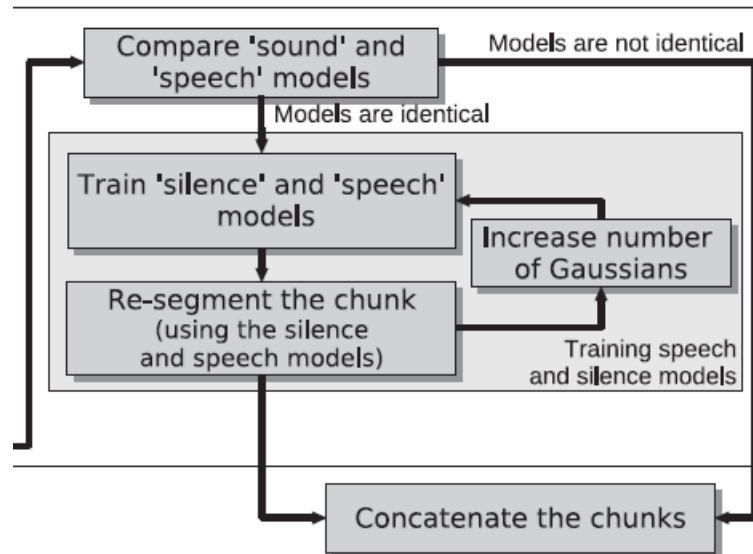 Compare 'sound' and
'speech' models
Models are not identical
Models are identical
Train 'silence' and 'speech'
models
Increase number
of Gaussians
Re-segment the chunk
(using the silence
and speech models)
Training speech
and silence models
Concatenate the chunks